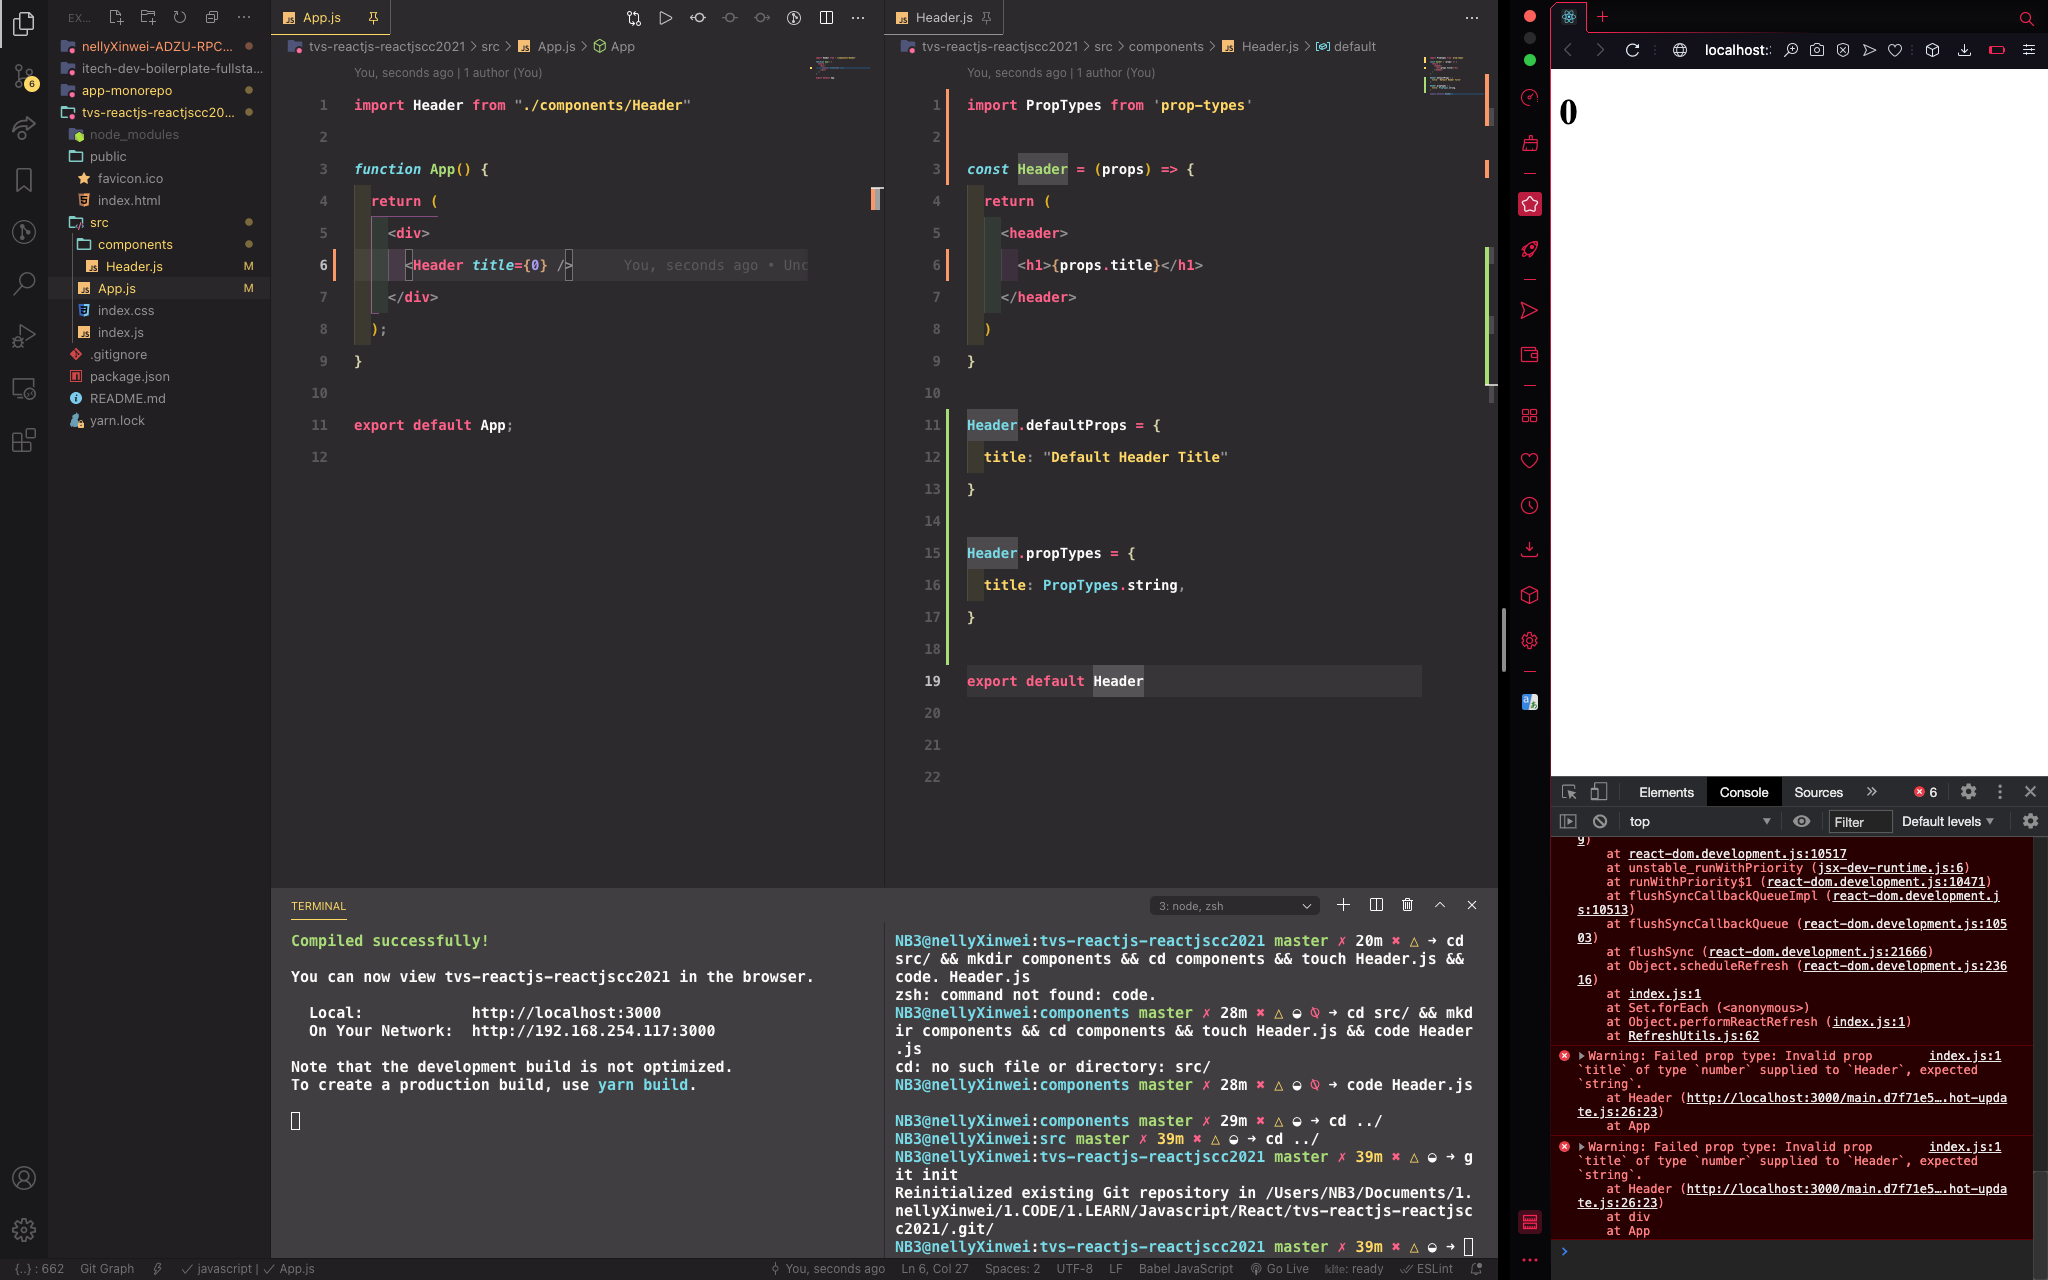 EX...
nellyXinwei-ADZU-RPC...
itech-dev-boilerplate-fullsta...
app-monorepo
tvs-reactjs-reactjscc20...
node_modules
public
favicon.ico
index.html
src
components
Header.js M
App.js M
index.css
index.js
.gitignore
package.json
README.md
yarn.lock
6
App.js
tvs-reactjs-reactjscc2021 > src > App.js > App
You, seconds ago | 1 author (You)
1 import Header from "./components/Header"
2
3 function App() {
4 return (
5 <div>
6 <Header title={0} /> You, seconds ago • Unc
7 </div>
8 );
9 }
10
11 export default App;
12
Header.js
tvs-reactjs-reactjscc2021 > src > components > Header.js > default
You, seconds ago | 1 author (You)
1 import PropTypes from 'prop-types'
2
3 const Header = (props) => {
4 return (
5 <header>
6 <h1>{props.title}</h1>
7 </header>
8 )
9 }
10
11 Header.defaultProps = {
12 title: "Default Header Title"
13 }
14
15 Header.propTypes = {
16 title: PropTypes.string,
17 }
18
19 export default Header
20
21
22
TERMINAL
3: node, zsh
Compiled successfully!
You can now view tvs-reactjs-reactjscc2021 in the browser.
Local: http://localhost:3000
On Your Network: http://192.168.254.117:3000
Note that the development build is not optimized.
To create a production build, use yarn build.
NB3@nellyXinwei:tvs-reactjs-reactjscc2021 master ✗ 20m ✖ △ ➜ cd
src/ && mkdir components && cd components && touch Header.js &&
code. Header.js
zsh: command not found: code.
NB3@nellyXinwei:components master ✗ 28m ✖ △ ◒ ➜ cd src/ && mkd
ir components && cd components && touch Header.js && code Header
.js
cd: no such file or directory: src/
NB3@nellyXinwei:components master ✗ 28m ✖ △ ◒ ➜ code Header.js
NB3@nellyXinwei:components master ✗ 29m ✖ △ ◒ ➜ cd ../
NB3@nellyXinwei:src master ✗ 39m ✖ △ ◒ ➜ cd ../
NB3@nellyXinwei:tvs-reactjs-reactjscc2021 master ✗ 39m ✖ △ ◒ ➜ g
it init
Reinitialized existing Git repository in /Users/NB3/Documents/1.
nellyXinwei/1.CODE/1.LEARN/Javascript/React/tvs-reactjs-reactjsc
c2021/.git/
NB3@nellyXinwei:tvs-reactjs-reactjscc2021 master ✗ 39m ✖ △ ◒ ➜
{..} : 662 Git Graph javascript | App.js You, seconds ago Ln 6, Col 27 Spaces: 2 UTF-8 LF Babel JavaScript Go Live kite: ready ESLint
localhost:
0
Elements Console Sources » 6
top Filter Default levels
9)
at react-dom.development.js:10517
at unstable_runWithPriority (jsx-dev-runtime.js:6)
at runWithPriority$1 (react-dom.development.js:10471)
at flushSyncCallbackQueueImpl (react-dom.development.j
s:10513)
at flushSyncCallbackQueue (react-dom.development.js:105
03)
at flushSync (react-dom.development.js:21666)
at Object.scheduleRefresh (react-dom.development.js:236
16)
at index.js:1
at Set.forEach (<anonymous>)
at Object.performReactRefresh (index.js:1)
at RefreshUtils.js:62
Warning: Failed prop type: Invalid prop index.js:1
`title` of type `number` supplied to `Header`, expected
`string`.
at Header (http://localhost:3000/main.d7f71e5….hot-upda
te.js:26:23)
at App
Warning: Failed prop type: Invalid prop index.js:1
`title` of type `number` supplied to `Header`, expected
`string`.
at Header (http://localhost:3000/main.d7f71e5….hot-upda
te.js:26:23)
at div
at App